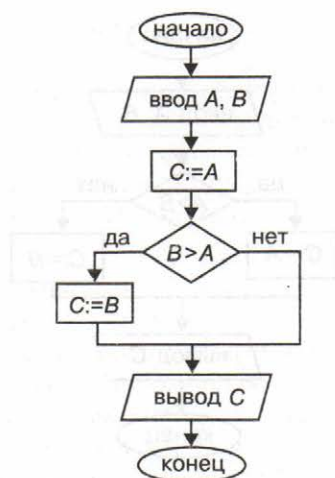 начало
ввод A, B
C:=A
да
B>A
нет
C:=B
вывод C
конец